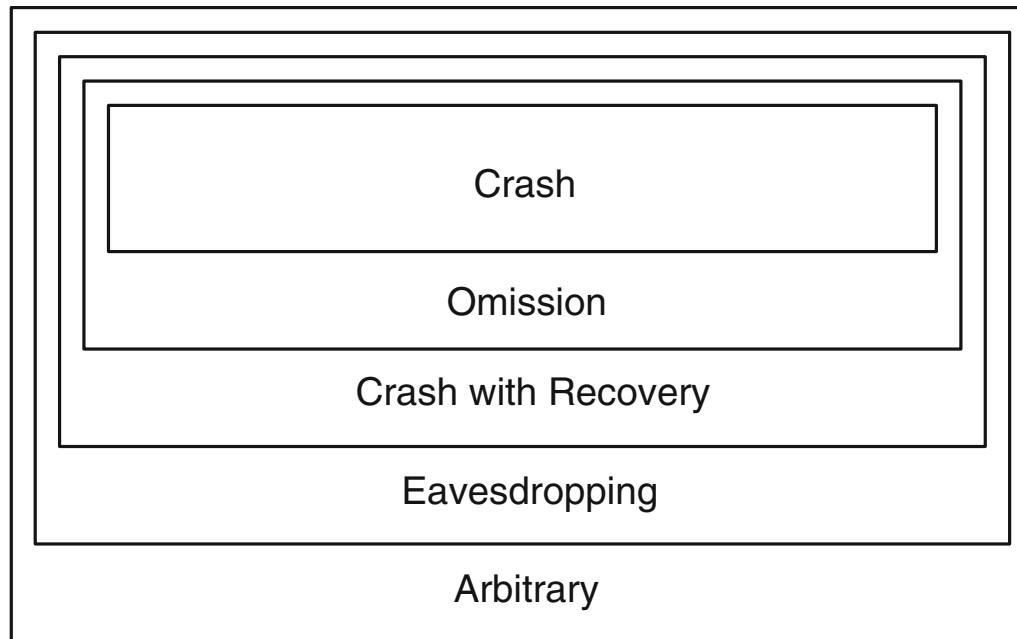 Crash
Omission
Crash with Recovery
Eavesdropping
Arbitrary